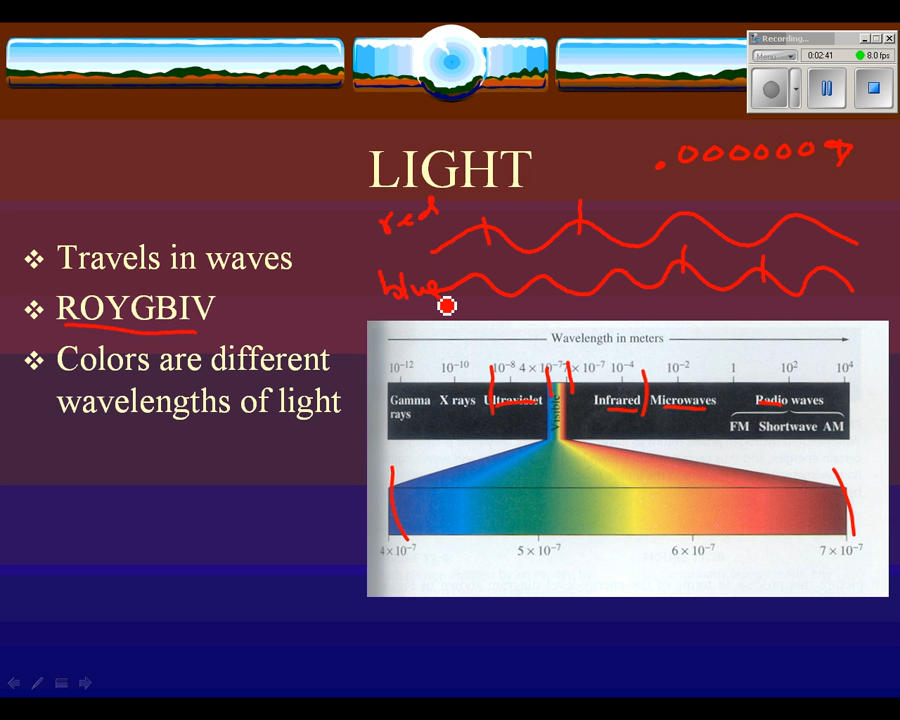 Recording...
Menu 0:02:41 8.0 fps
LIGHT
.0000007
red
blue
❖ Travels in waves
❖ ROYGBIV
❖ Colors are different
wavelengths of light
Wavelength in meters
10⁻¹² 10⁻¹⁰ 10⁻⁸ 4 × 10⁻⁷ 7 × 10⁻⁷ 10⁻⁴ 10⁻² 1 10² 10⁴
Gamma rays X rays Ultraviolet Visible Infrared Microwaves Radio waves
FM Shortwave AM
4 × 10⁻⁷ 5 × 10⁻⁷ 6 × 10⁻⁷ 7 × 10⁻⁷